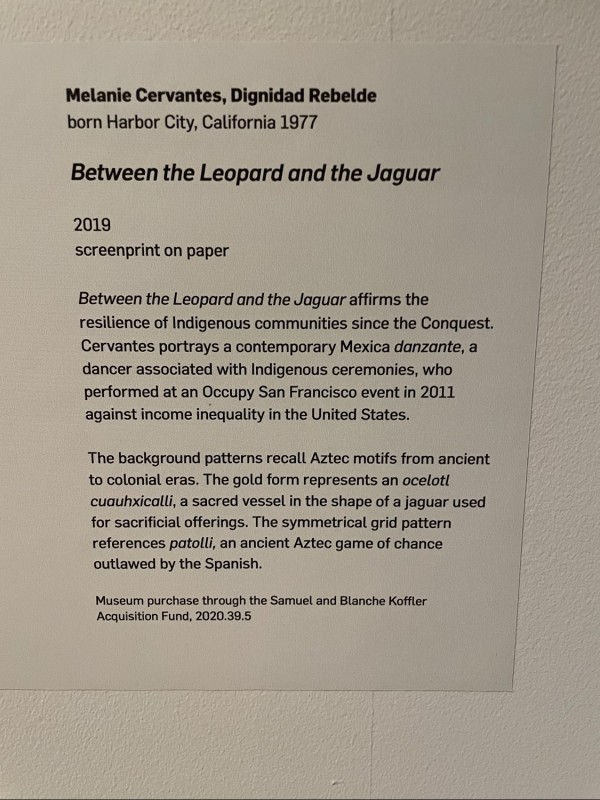 Melanie Cervantes, Dignidad Rebelde
born Harbor City, California 1977
Between the Leopard and the Jaguar
2019
screenprint on paper
Between the Leopard and the Jaguar affirms the
resilience of Indigenous communities since the Conquest.
Cervantes portrays a contemporary Mexica danzante, a
dancer associated with Indigenous ceremonies, who
performed at an Occupy San Francisco event in 2011
against income inequality in the United States.
The background patterns recall Aztec motifs from ancient
to colonial eras. The gold form represents an ocelotl
cuauhxicalli, a sacred vessel in the shape of a jaguar used
for sacrificial offerings. The symmetrical grid pattern
references patolli, an ancient Aztec game of chance
outlawed by the Spanish.
Museum purchase through the Samuel and Blanche Koffler
Acquisition Fund, 2020.39.5